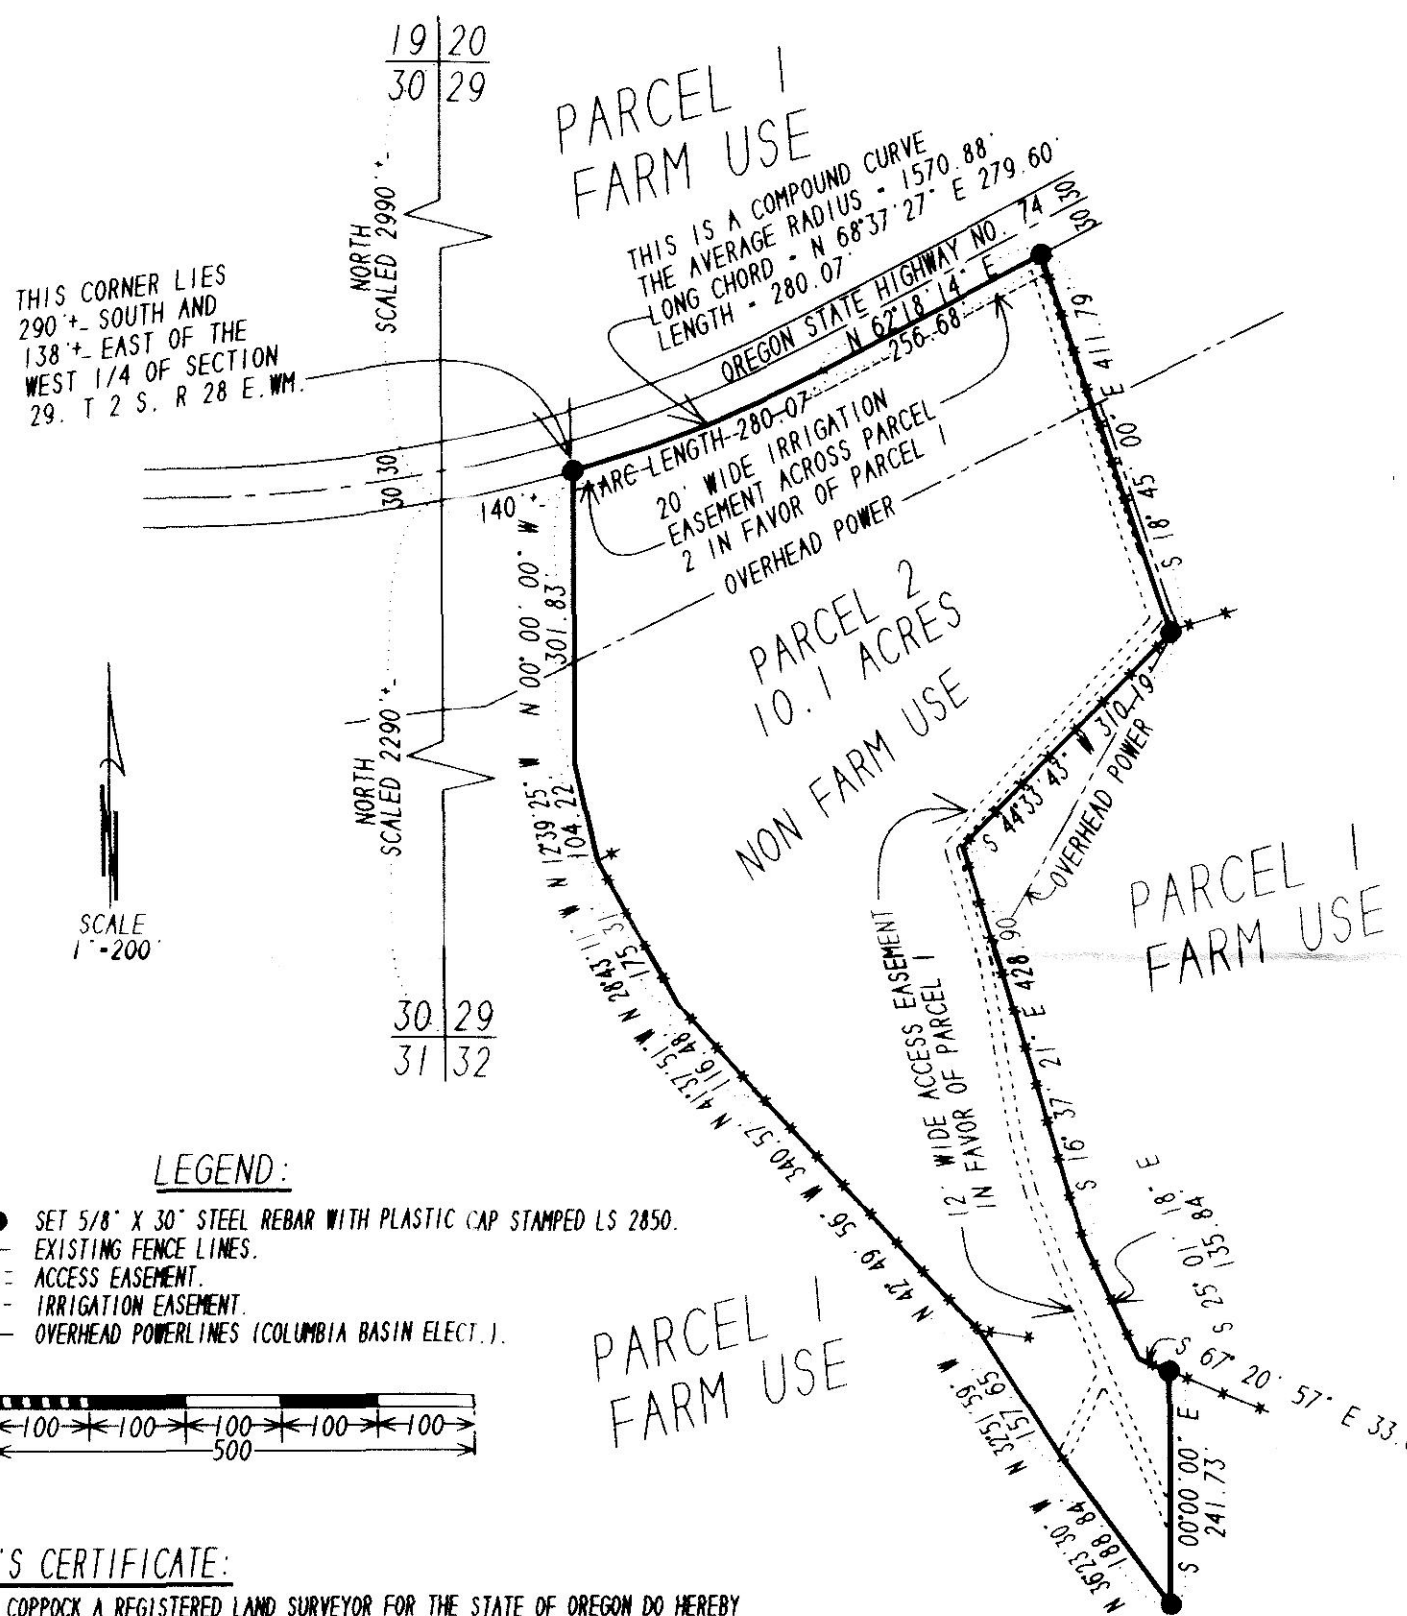 19 20
30 29
PARCEL 1
FARM USE
THIS IS A COMPOUND CURVE
THE AVERAGE RADIUS - 1570.88'
LONG CHORD - N 68°37'27" E 279.60'
LENGTH - 280.07'
OREGON STATE HIGHWAY NO. 74
30 30
N 62°18'14" E
256.68
THIS CORNER LIES
290'+- SOUTH AND
138'+- EAST OF THE
WEST 1/4 OF SECTION
29. T 2 S. R 28 E.WM.
NORTH
SCALED 2990'+-
30 30
140'+-
ARC LENGTH 280.07
20' WIDE IRRIGATION
EASEMENT ACROSS PARCEL
2 IN FAVOR OF PARCEL 1
OVERHEAD POWER
S 18° 45' 00" E 411.79
N 00° 00' 00" W
301.83
PARCEL 2
10.1 ACRES
NON FARM USE
NORTH
SCALED 2290'+-
S 44°33'43" W 310.19'
OVERHEAD POWER
N 12°39'25" W
104.22
SCALE
1"-200'
PARCEL 1
FARM USE
N 28°43'11" W
175.31
12' WIDE ACCESS EASEMENT
IN FAVOR OF PARCEL 1
S 16° 37' 21" E 428.90
30 29
31 32
N 41°37'51" W
116.48
N 42° 49' 56" W 340.57
S 25° 01' 18" E
135.84
LEGEND:
SET 5/8" X 30" STEEL REBAR WITH PLASTIC CAP STAMPED LS 2850.
EXISTING FENCE LINES.
ACCESS EASEMENT.
IRRIGATION EASEMENT.
OVERHEAD POWERLINES (COLUMBIA BASIN ELECT.).
PARCEL 1
FARM USE
N 32°51'59" W
157.65
S 67° 20' 57" E 33.
100 100 100 100 100
500
N 36°23'30" W
188.84
S 00°00'00" E
241.73
'S CERTIFICATE:
COPPOCK A REGISTERED LAND SURVEYOR FOR THE STATE OF OREGON DO HEREBY